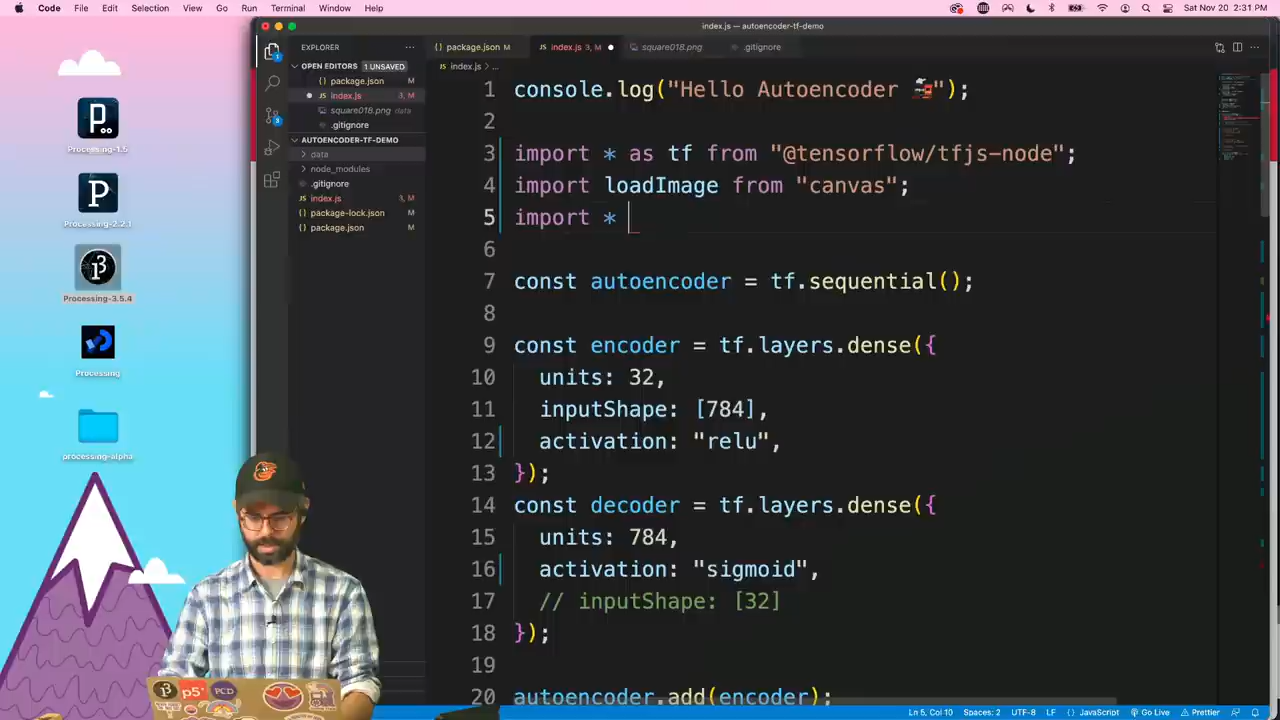 Code File Edit Selection View Go Run Terminal Window Help
Sat Nov 20 2:31 PM
index.js — autoencoder-tf-demo
EXPLORER
package.json M
index.js 3, M
square018.png
.gitignore
OPEN EDITORS 1 UNSAVED
package.json M
index.js 3, M
square018.png data
.gitignore
AUTOENCODER-TF-DEMO
data
node_modules
.gitignore
index.js 3, M
package-lock.json M
package.json M
index.js > ...
1 console.log("Hello Autoencoder 🚂");
2
3 import * as tf from "@tensorflow/tfjs-node";
4 import loadImage from "canvas";
5 import *
6
7 const autoencoder = tf.sequential();
8
9 const encoder = tf.layers.dense({
10 units: 32,
11 inputShape: [784],
12 activation: "relu",
13 });
14 const decoder = tf.layers.dense({
15 units: 784,
16 activation: "sigmoid",
17 // inputShape: [32]
18 });
19
20 autoencoder.add(encoder);
Ln 5, Col 10 Spaces: 2 UTF-8 LF {} JavaScript Go Live Prettier
Processing-1.5
Processing-2.2.1
Processing-3.5.4
Processing
processing-alpha
p5*
PCD